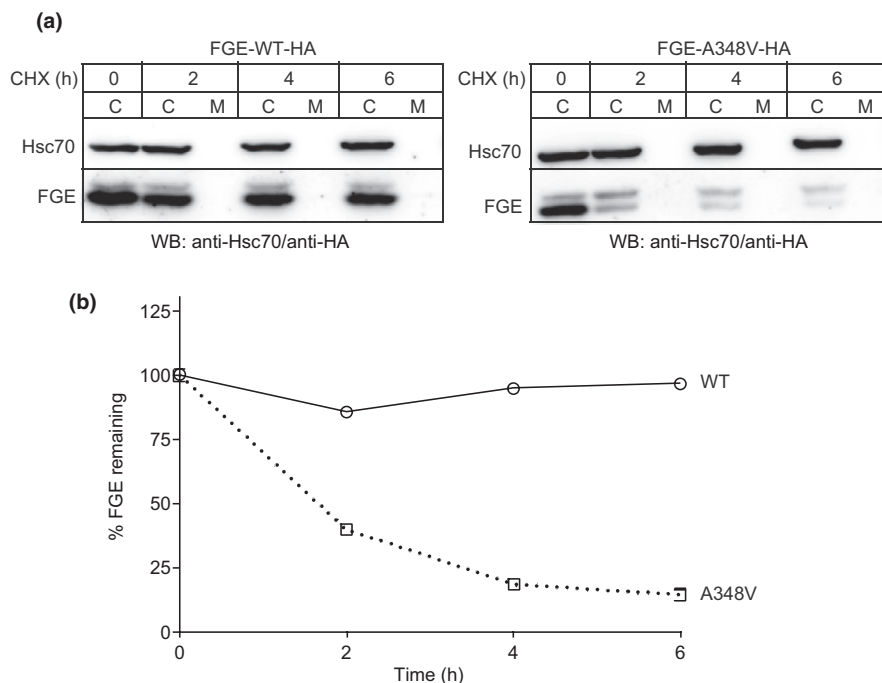 (a)
FGE-WT-HA
CHX (h) 0 2 4 6
C C M C M C M
Hsc70
FGE
WB: anti-Hsc70/anti-HA
FGE-A348V-HA
CHX (h) 0 2 4 6
C C M C M C M
Hsc70
FGE
WB: anti-Hsc70/anti-HA
(b)
% FGE remaining
125
100
75
50
25
0
WT
A348V
0 2 4 6
Time (h)